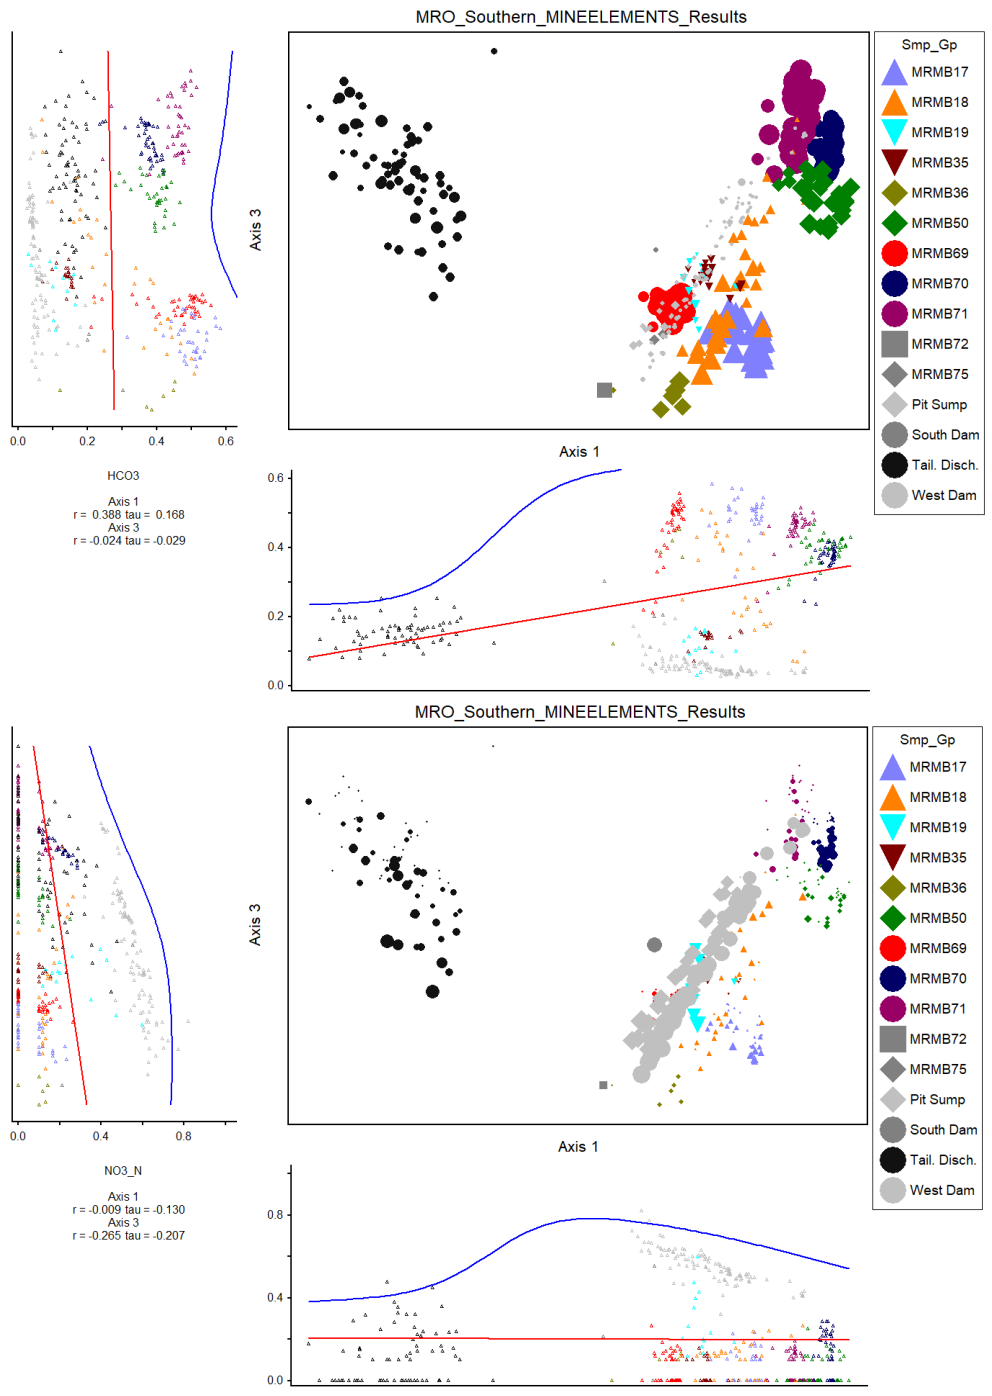 MRO_Southern_MINEELEMENTS_Results
Smp_Gp
MRMB17
MRMB18
MRMB19
MRMB35
MRMB36
MRMB50
MRMB69
MRMB70
MRMB71
MRMB72
MRMB75
Pit Sump
South Dam
Tail. Disch.
West Dam
Axis 3
0.0 0.2 0.4 0.6
Axis 1
HCO3
Axis 1
r = 0.388 tau = 0.168
Axis 3
r = -0.024 tau = -0.029
0.6
0.4
0.2
0.0
MRO_Southern_MINEELEMENTS_Results
Smp_Gp
MRMB17
MRMB18
MRMB19
MRMB35
MRMB36
MRMB50
MRMB69
MRMB70
MRMB71
MRMB72
MRMB75
Pit Sump
South Dam
Tail. Disch.
West Dam
Axis 3
0.0 0.4 0.8
Axis 1
NO3_N
Axis 1
r = -0.009 tau = -0.130
Axis 3
r = -0.265 tau = -0.207
0.8
0.4
0.0